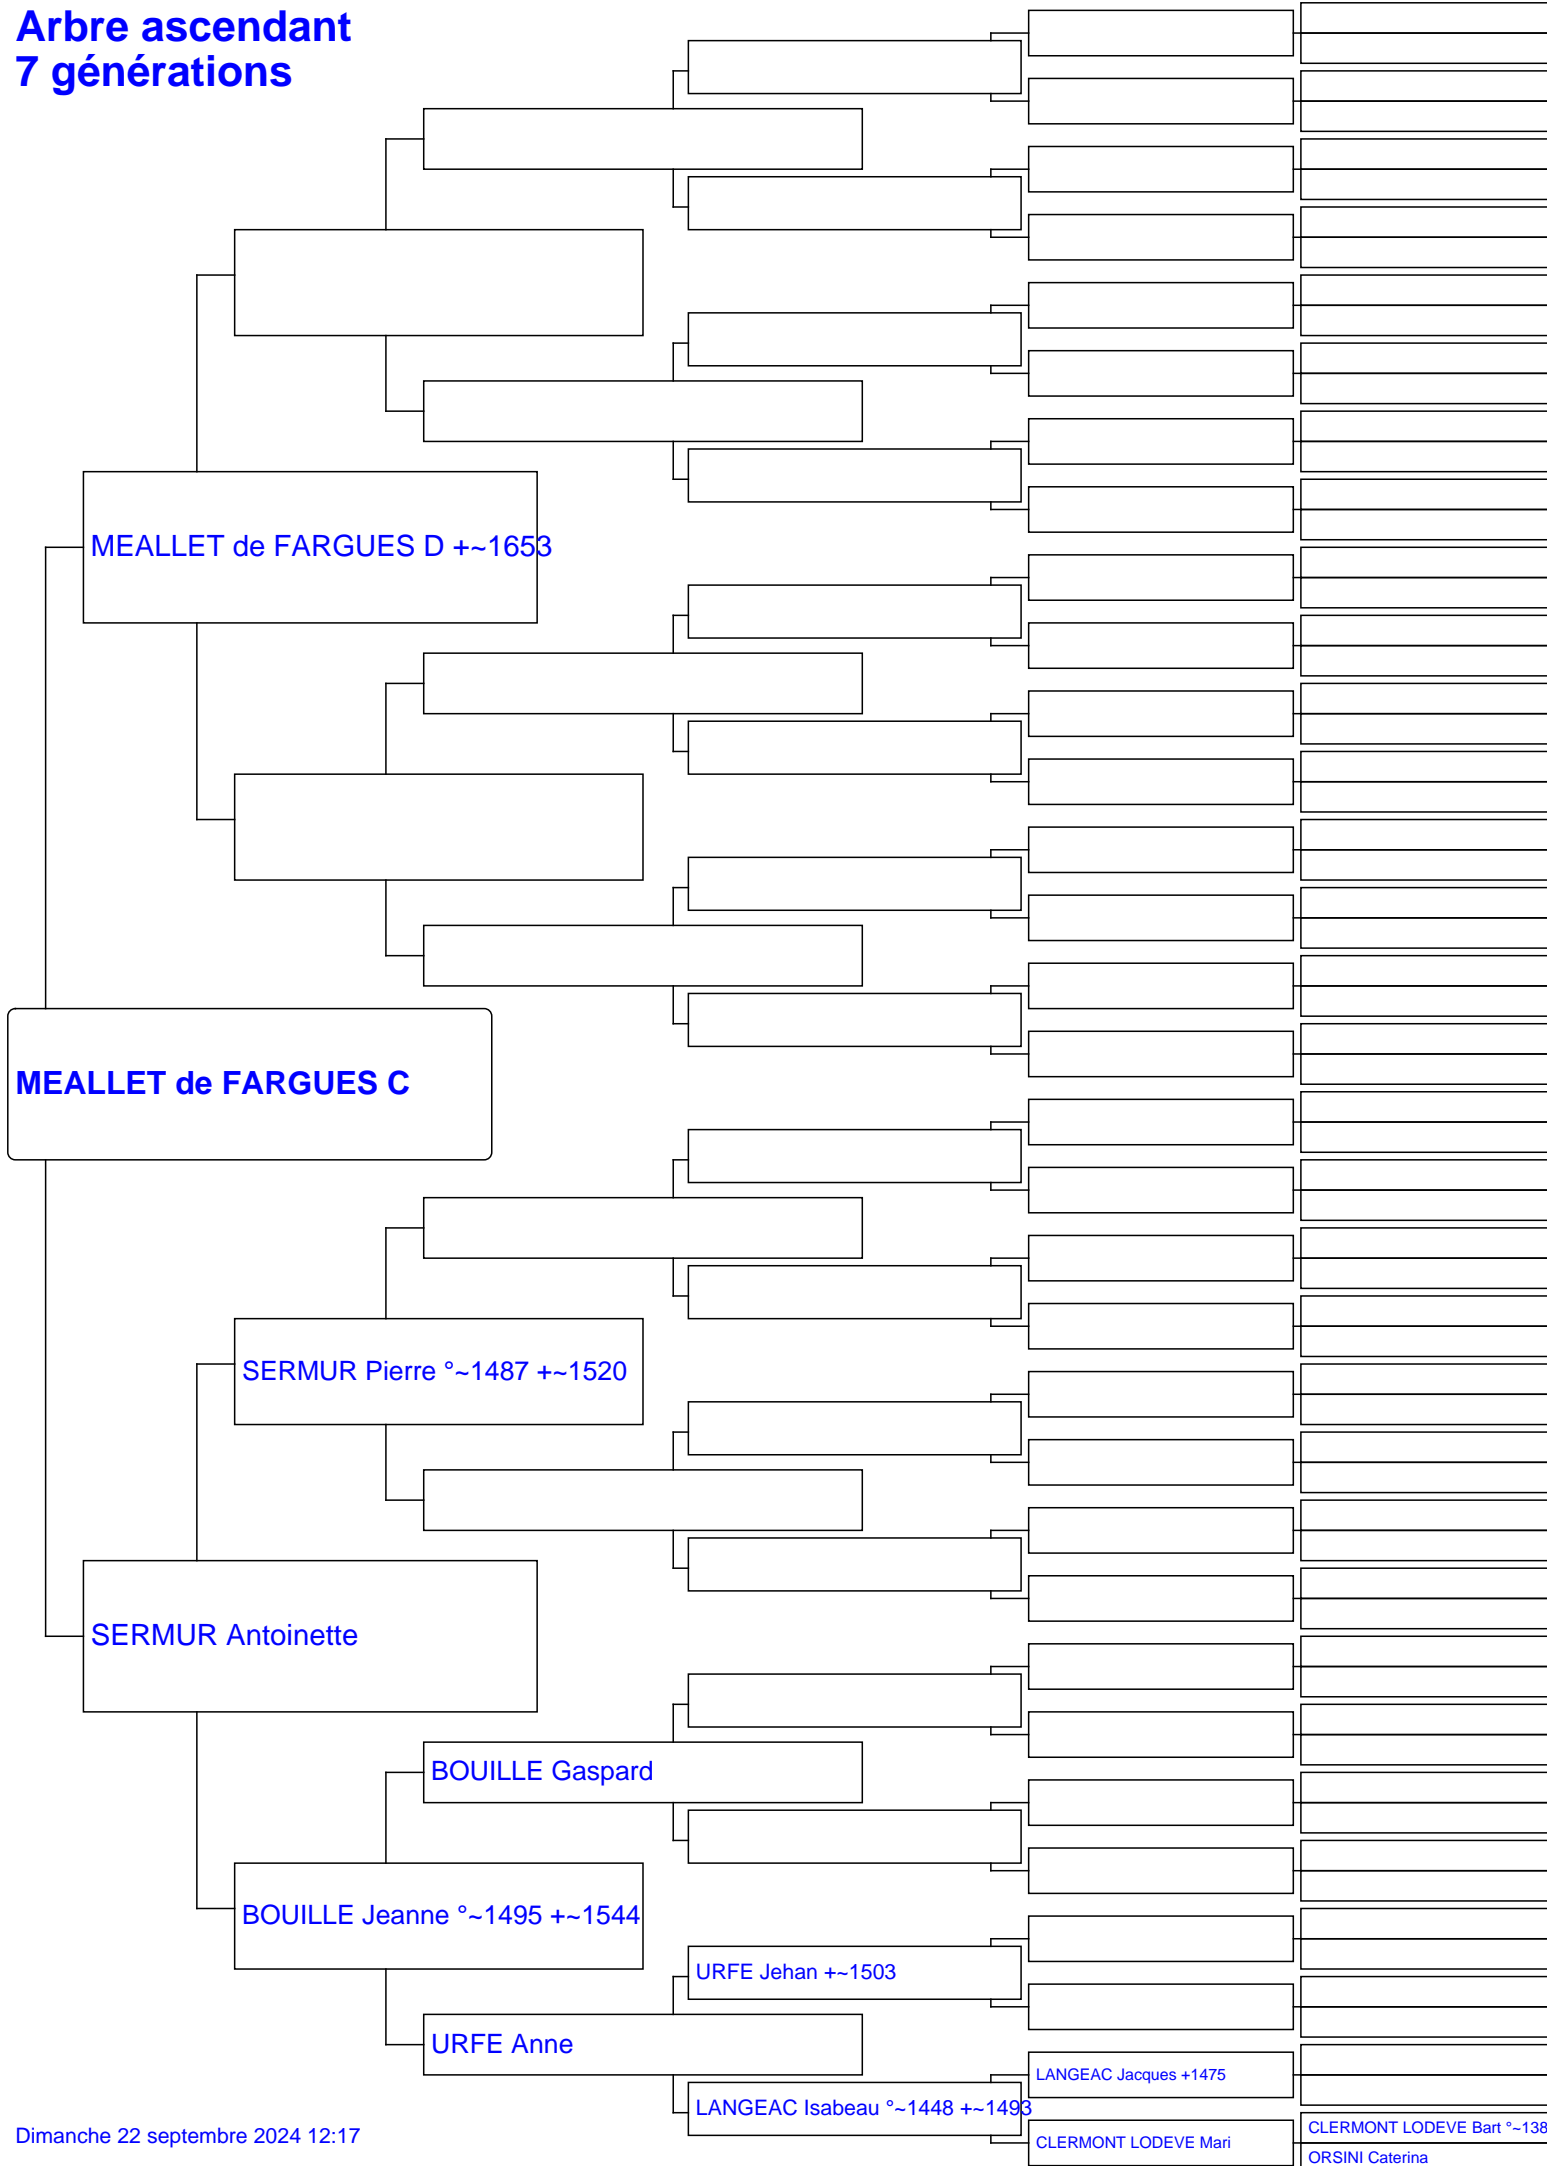 Arbre ascendant
7 générations
MEALLET de FARGUES D +~1653
MEALLET de FARGUES C
SERMUR Pierre °~1487 +~1520
SERMUR Antoinette
BOUILLE Gaspard
BOUILLE Jeanne °~1495 +~1544
URFE Jehan +~1503
URFE Anne
LANGEAC Jacques +1475
LANGEAC Isabeau °~1448 +~1493
CLERMONT LODEVE Bart °~138
CLERMONT LODEVE Mari
ORSINI Caterina
Dimanche 22 septembre 2024 12:17